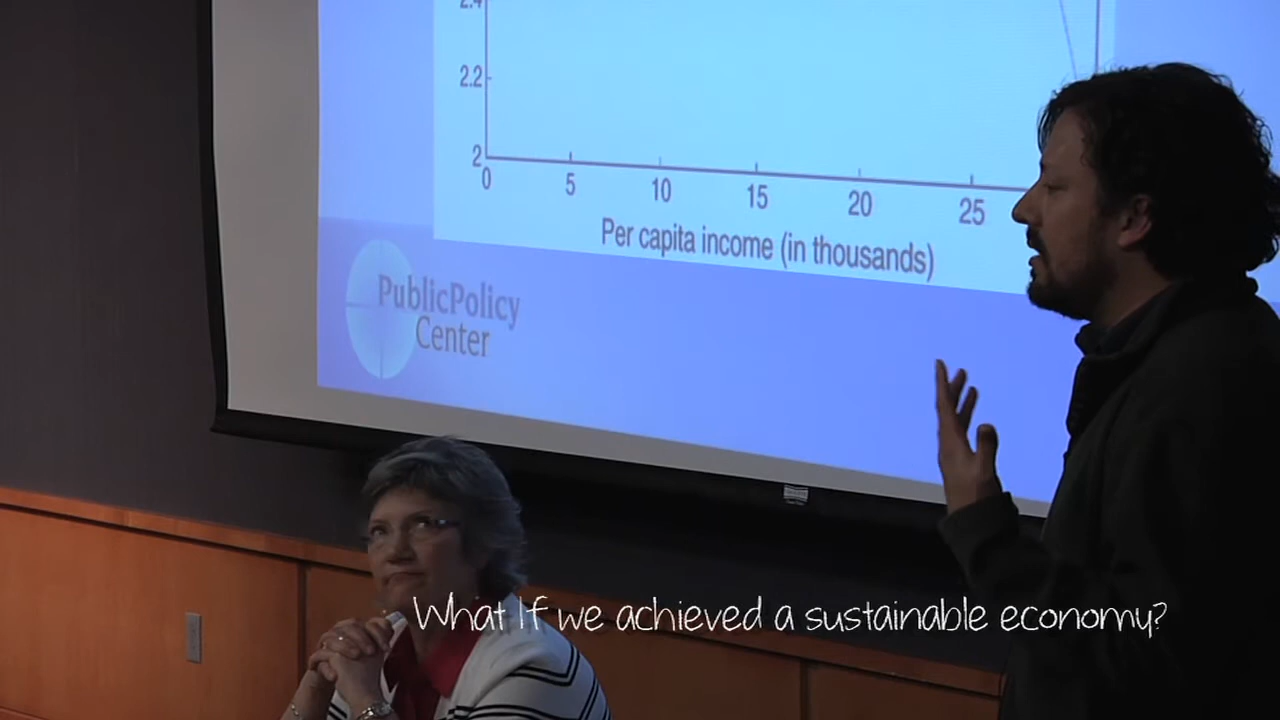 2.4
2.2
2
0 5 10 15 20 25
Per capita income (in thousands)
PublicPolicy
Center
What If we achieved a sustainable economy?